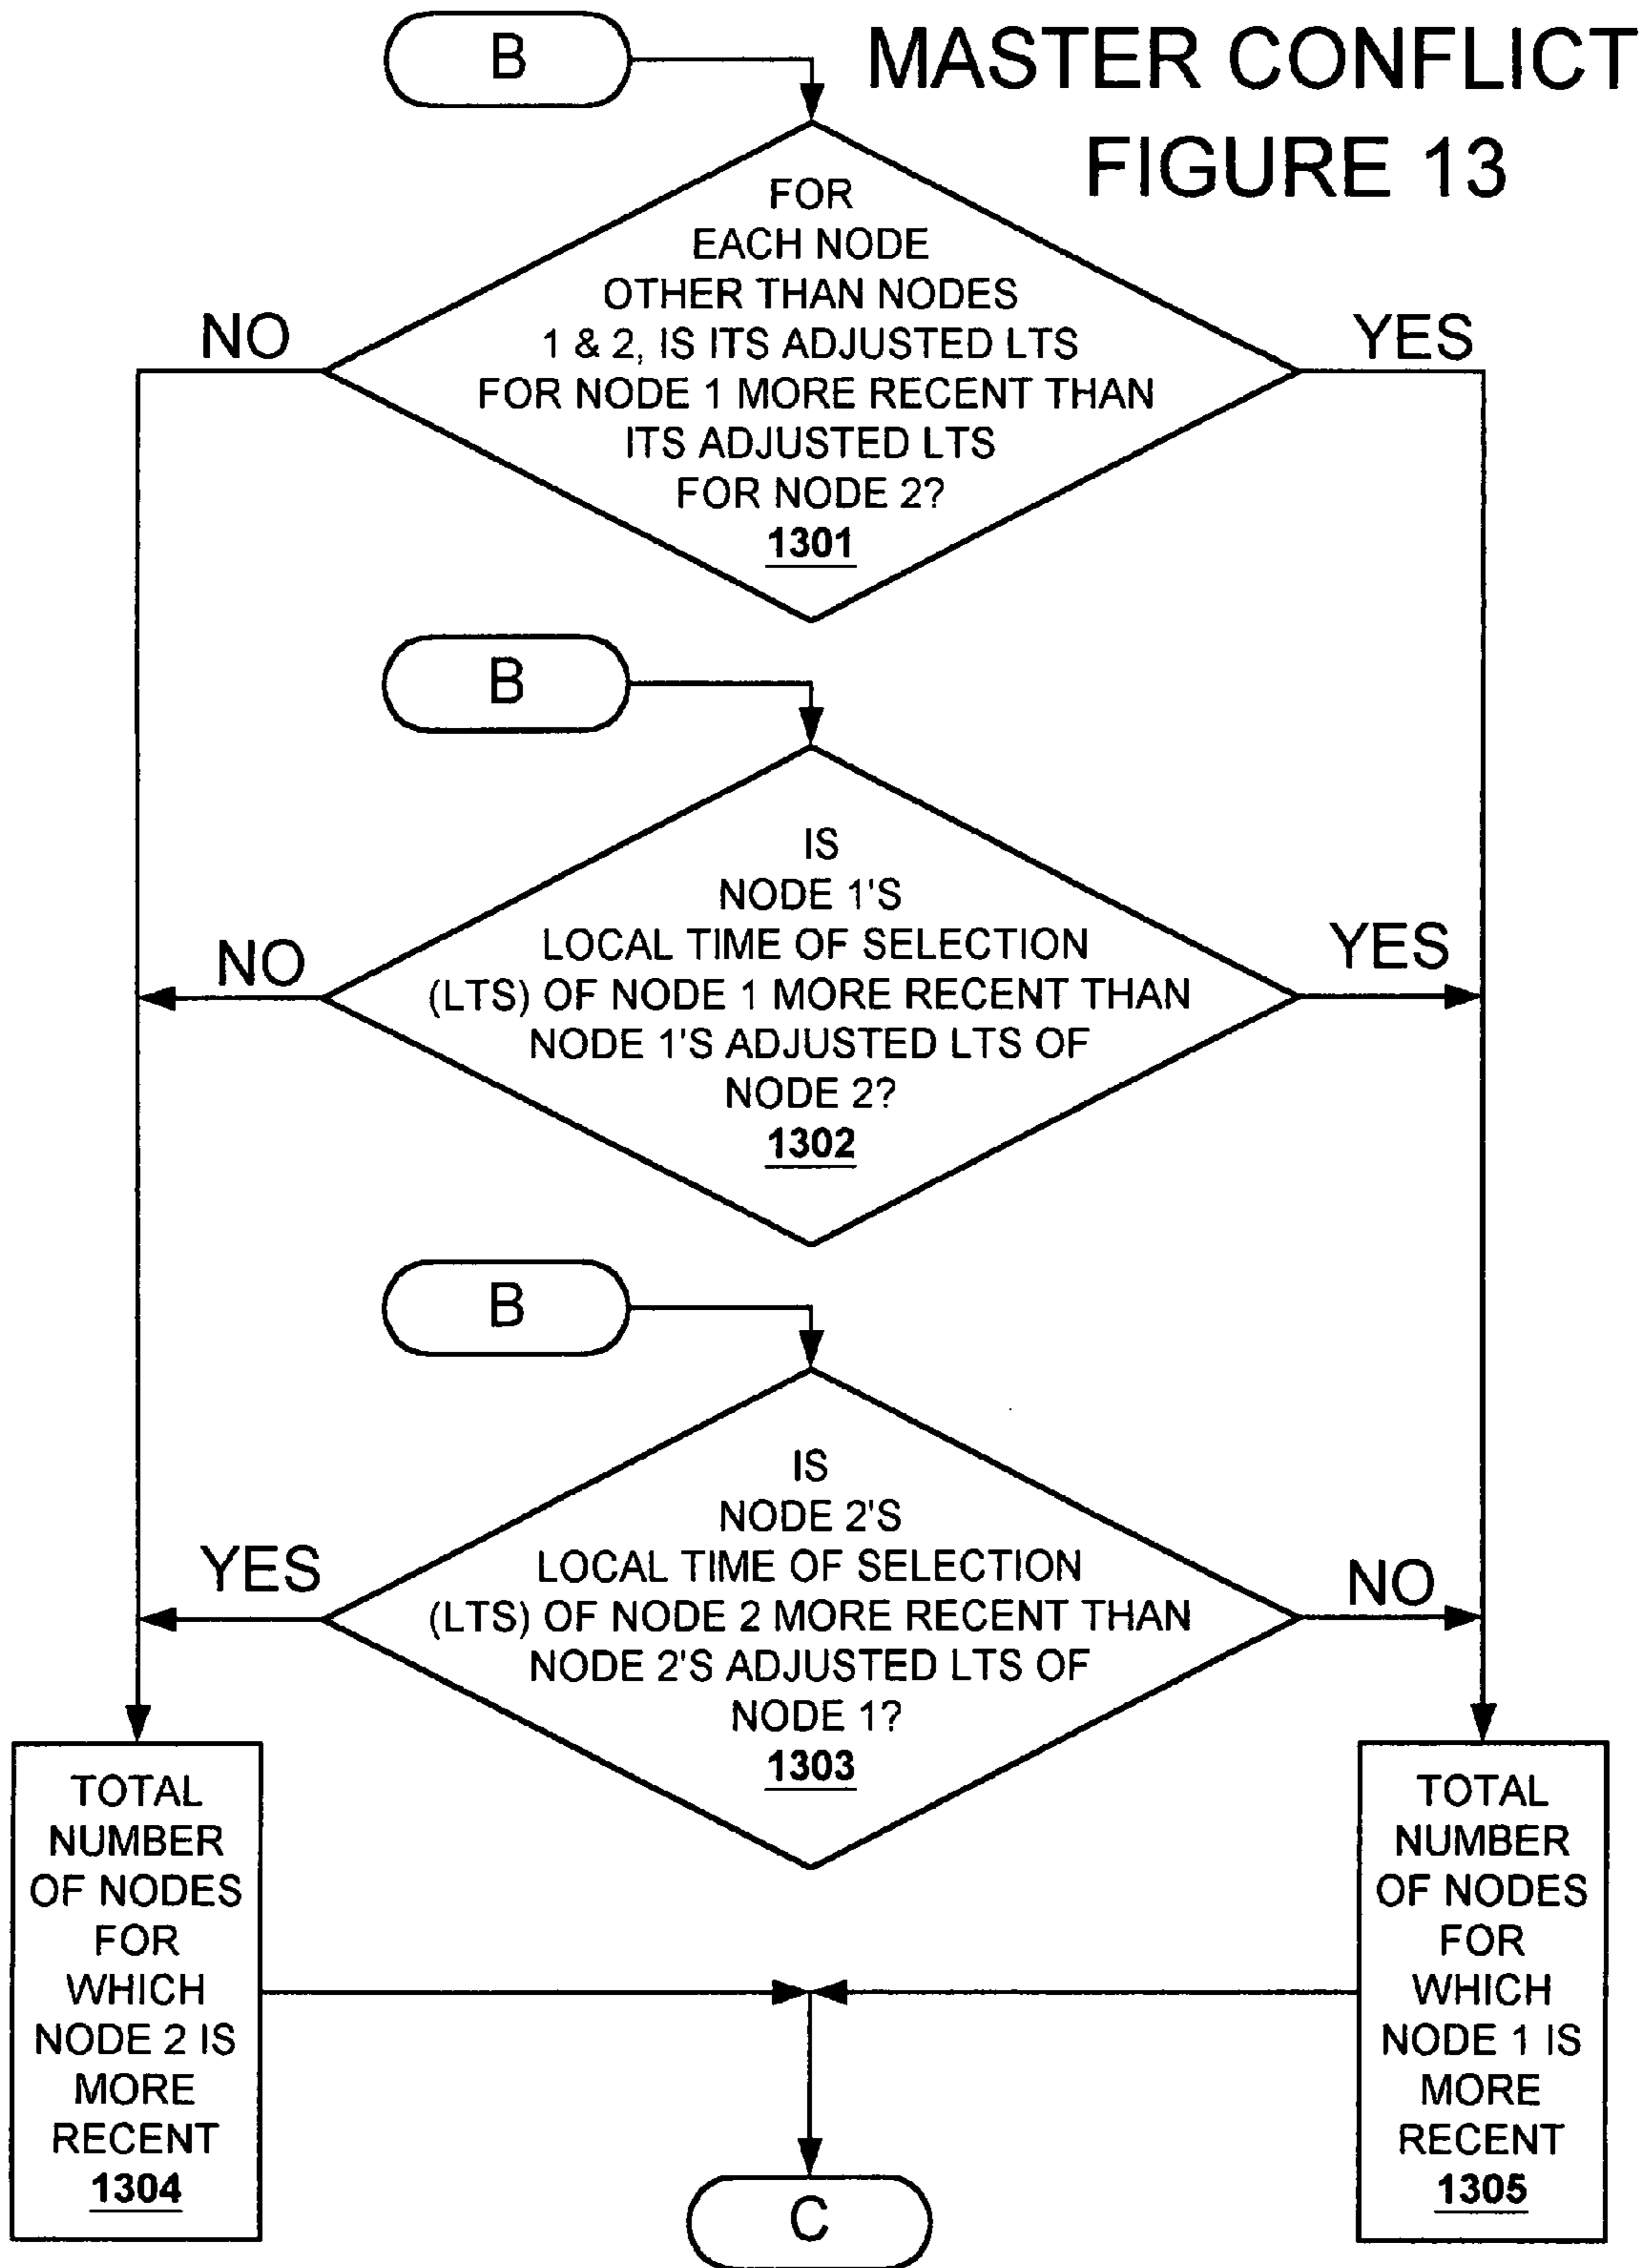 B
MASTER CONFLICT
FIGURE 13
FOR
EACH NODE
OTHER THAN NODES
1 & 2, IS ITS ADJUSTED LTS
FOR NODE 1 MORE RECENT THAN
ITS ADJUSTED LTS
FOR NODE 2?
1301
NO
YES
B
IS
NODE 1'S
LOCAL TIME OF SELECTION
(LTS) OF NODE 1 MORE RECENT THAN
NODE 1'S ADJUSTED LTS OF
NODE 2?
1302
NO
YES
B
IS
NODE 2'S
LOCAL TIME OF SELECTION
(LTS) OF NODE 2 MORE RECENT THAN
NODE 2'S ADJUSTED LTS OF
NODE 1?
1303
YES
NO
TOTAL
NUMBER
OF NODES
FOR
WHICH
NODE 2 IS
MORE
RECENT
1304
TOTAL
NUMBER
OF NODES
FOR
WHICH
NODE 1 IS
MORE
RECENT
1305
C